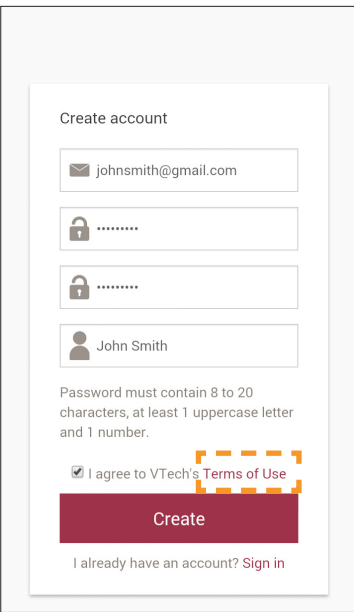 Create account
johnsmith@gmail.com
•••••••••
•••••••••
John Smith
Password must contain 8 to 20
characters, at least 1 uppercase letter
and 1 number.
I agree to VTech's Terms of Use
Create
I already have an account? Sign in